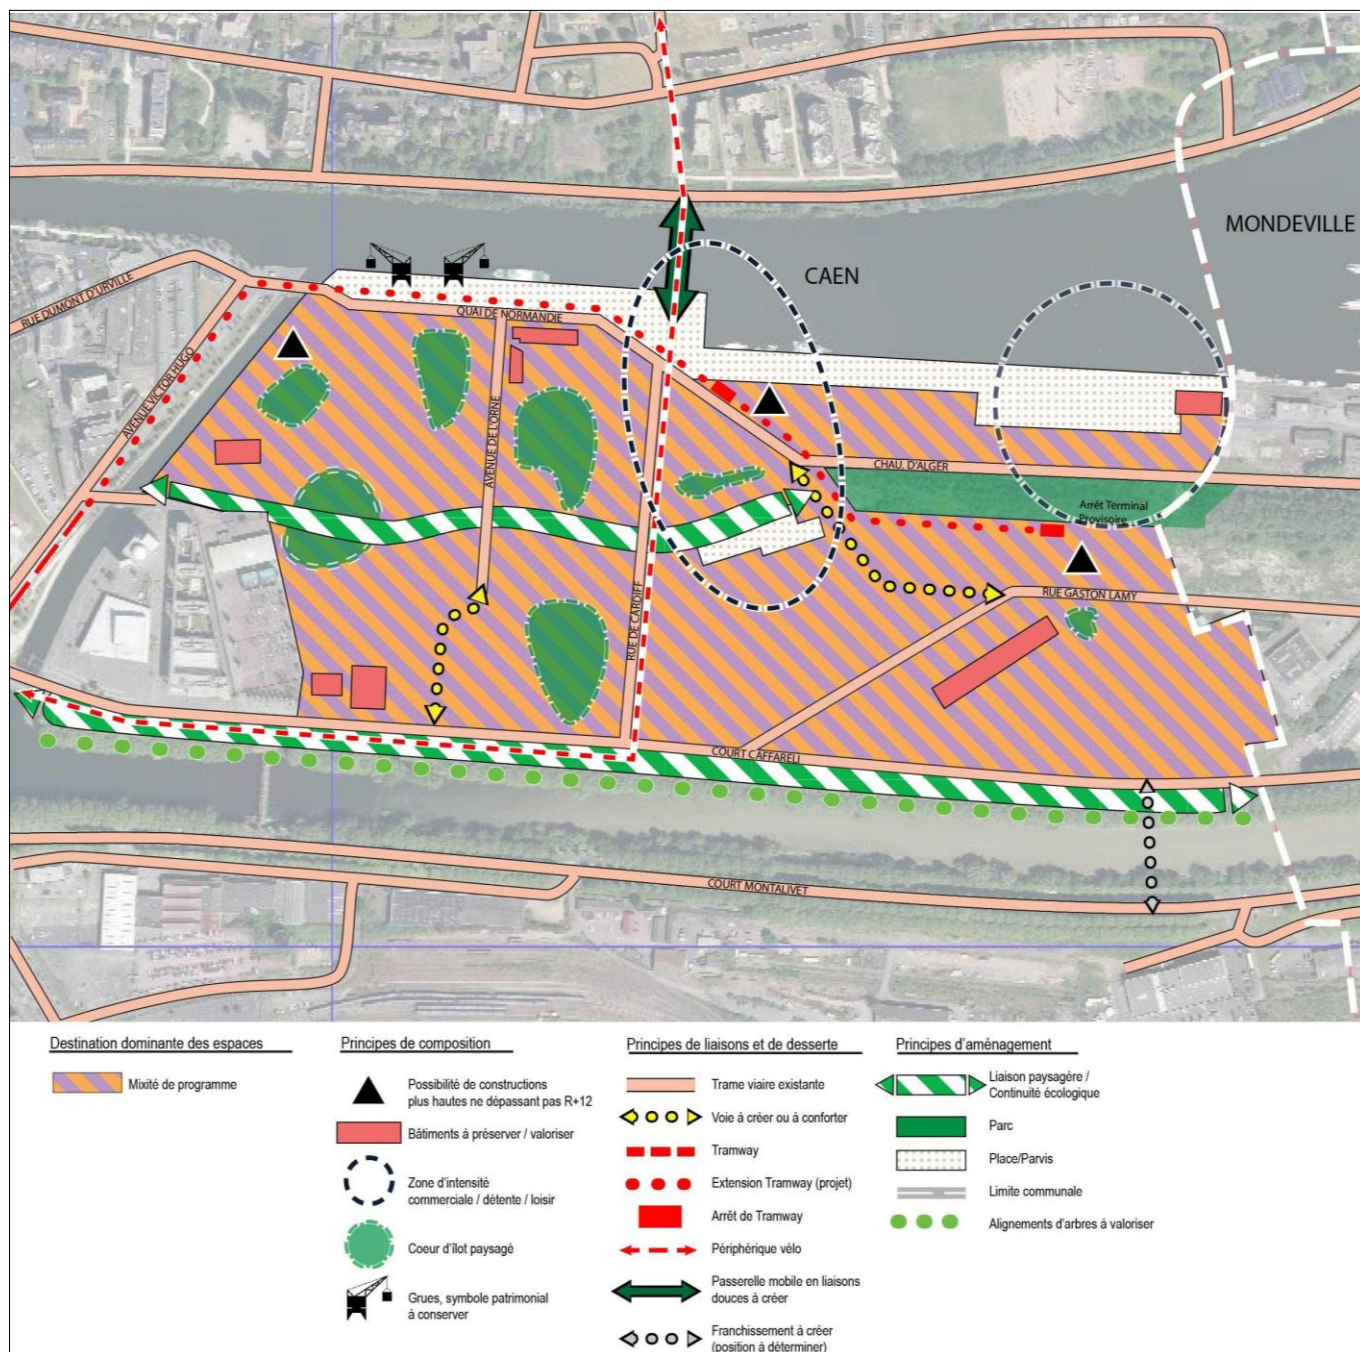 MONDEVILLE
CAEN
RUE DUMONT D'URVILLE
QUAI DE NORMANDIE
AVENUE VICTOR HUGO
AVENUE DE L'ORNE
CHAU. D'ALGER
Arrêt Terminal
Provisoire
RUE GASTON LAMY
RUE DE CARDIFF
COURT CAFFARELI
COURT MONTALIVET
Destination dominante des espaces
Mixité de programme
Principes de composition
Possibilité de constructions
plus hautes ne dépassant pas R+12
Bâtiments à préserver / valoriser
Zone d'intensité
commerciale / détente / loisir
Coeur d'îlot paysagé
Grues, symbole patrimonial
à conserver
Principes de liaisons et de desserte
Trame viaire existante
Voie à créer ou à conforter
Tramway
Extension Tramway (projet)
Arrêt de Tramway
Périphérique vélo
Passerelle mobile en liaisons
douces à créer
Franchissement à créer
(position à déterminer)
Principes d'aménagement
Liaison paysagère /
Continuité écologique
Parc
Place/Parvis
Limite communale
Alignements d'arbres à valoriser